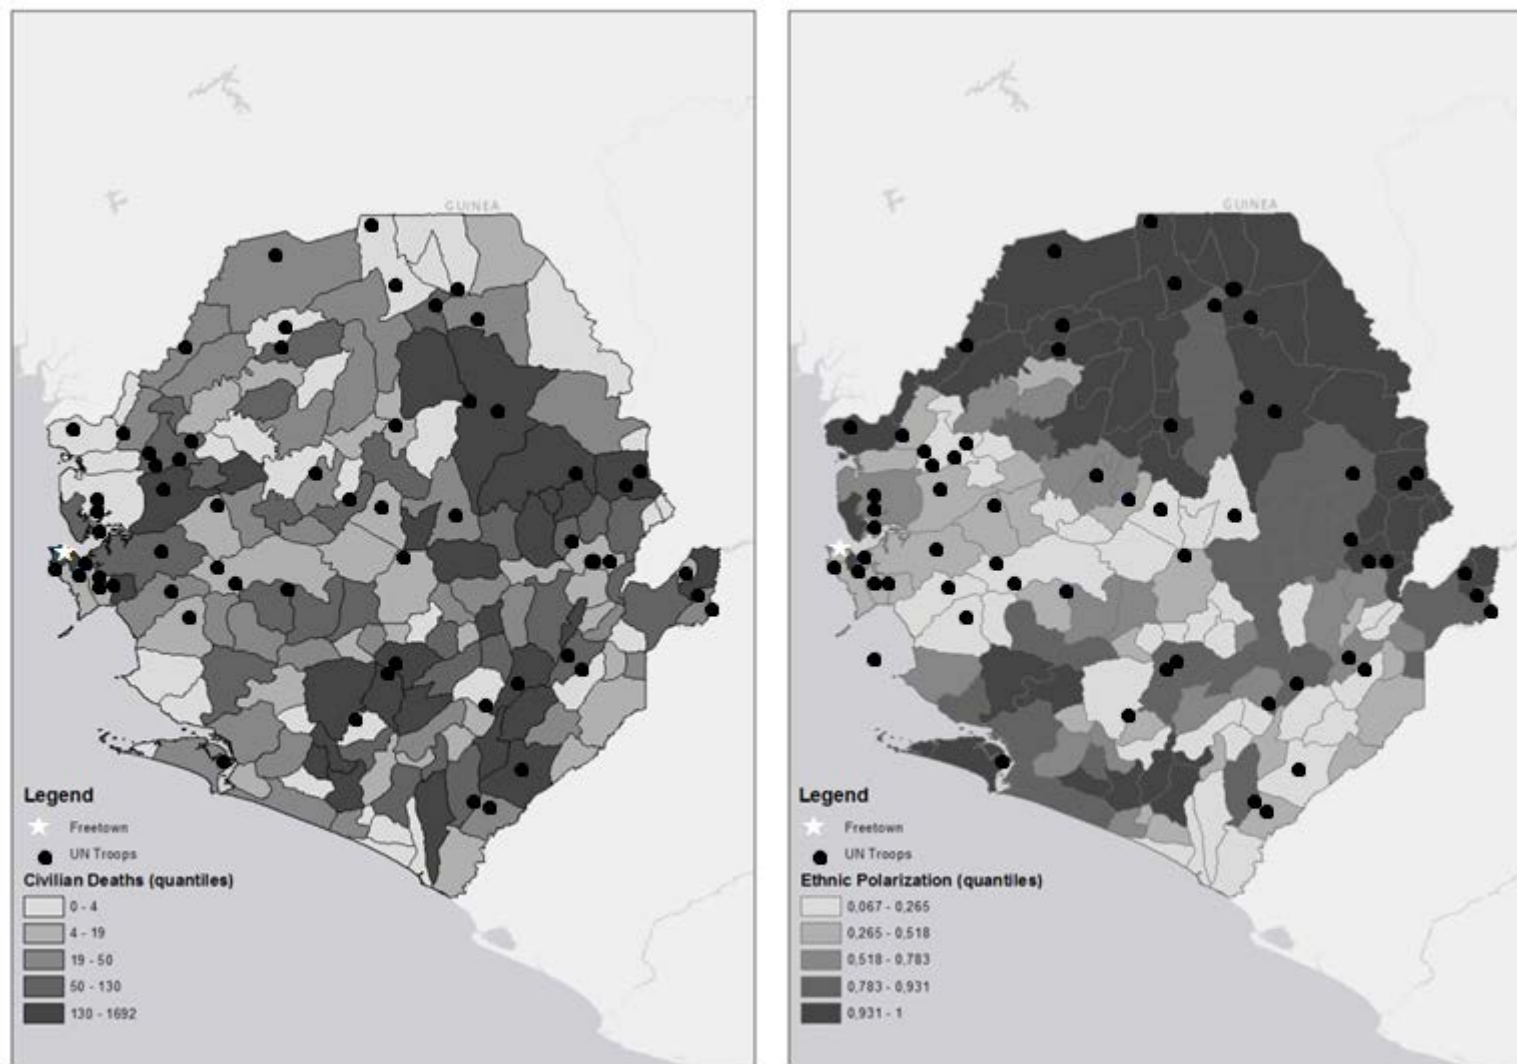 GUINEA
Legend
Freetown
UN Troops
Civilian Deaths (quantiles)
0 - 4
4 - 19
19 - 50
50 - 130
130 - 1692
GUINEA
Legend
Freetown
UN Troops
Ethnic Polarization (quantiles)
0,067 - 0,265
0,265 - 0,518
0,518 - 0,783
0,783 - 0,931
0,931 - 1